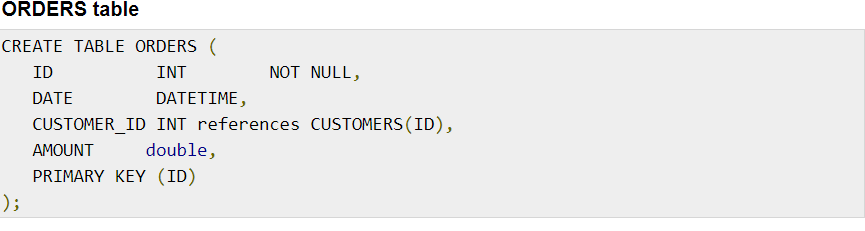 ORDERS table
CREATE TABLE ORDERS (
   ID          INT        NOT NULL,
   DATE        DATETIME,
   CUSTOMER_ID INT references CUSTOMERS(ID),
   AMOUNT     double,
   PRIMARY KEY (ID)
);